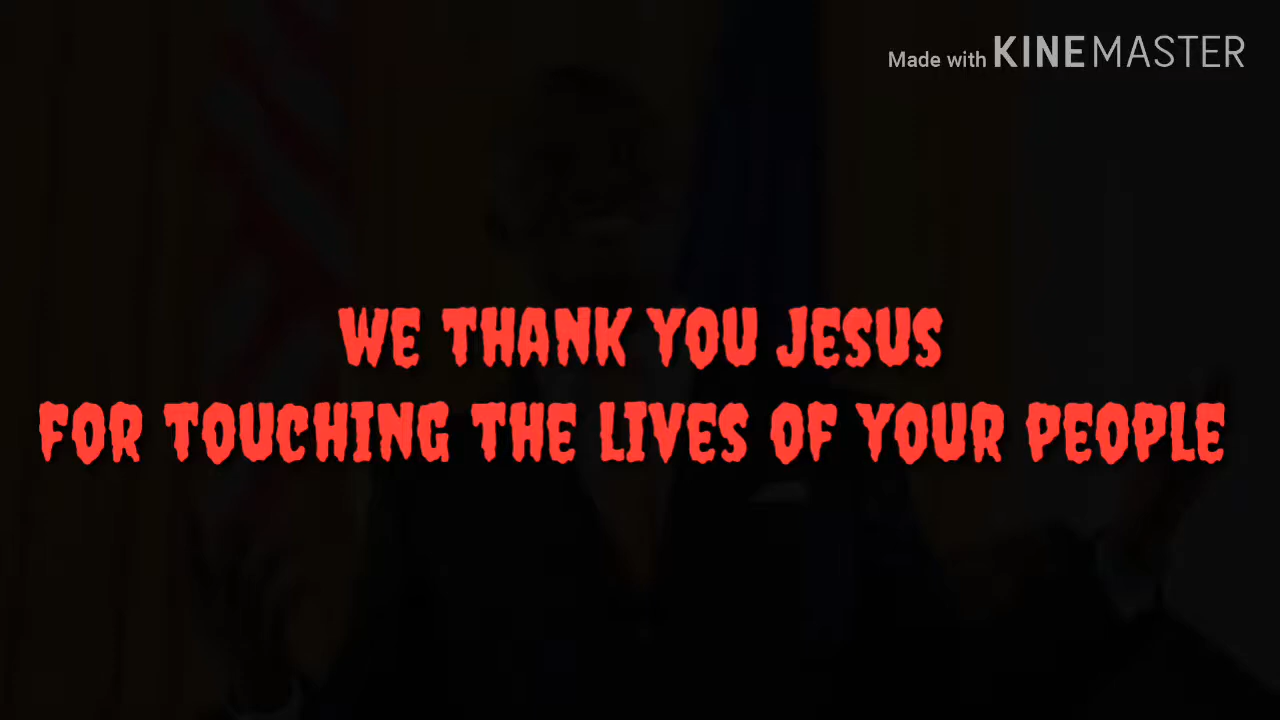 Made with KINEMASTER
WE THANK YOU JESUS
FOR TOUCHING THE LIVES OF YOUR PEOPLE